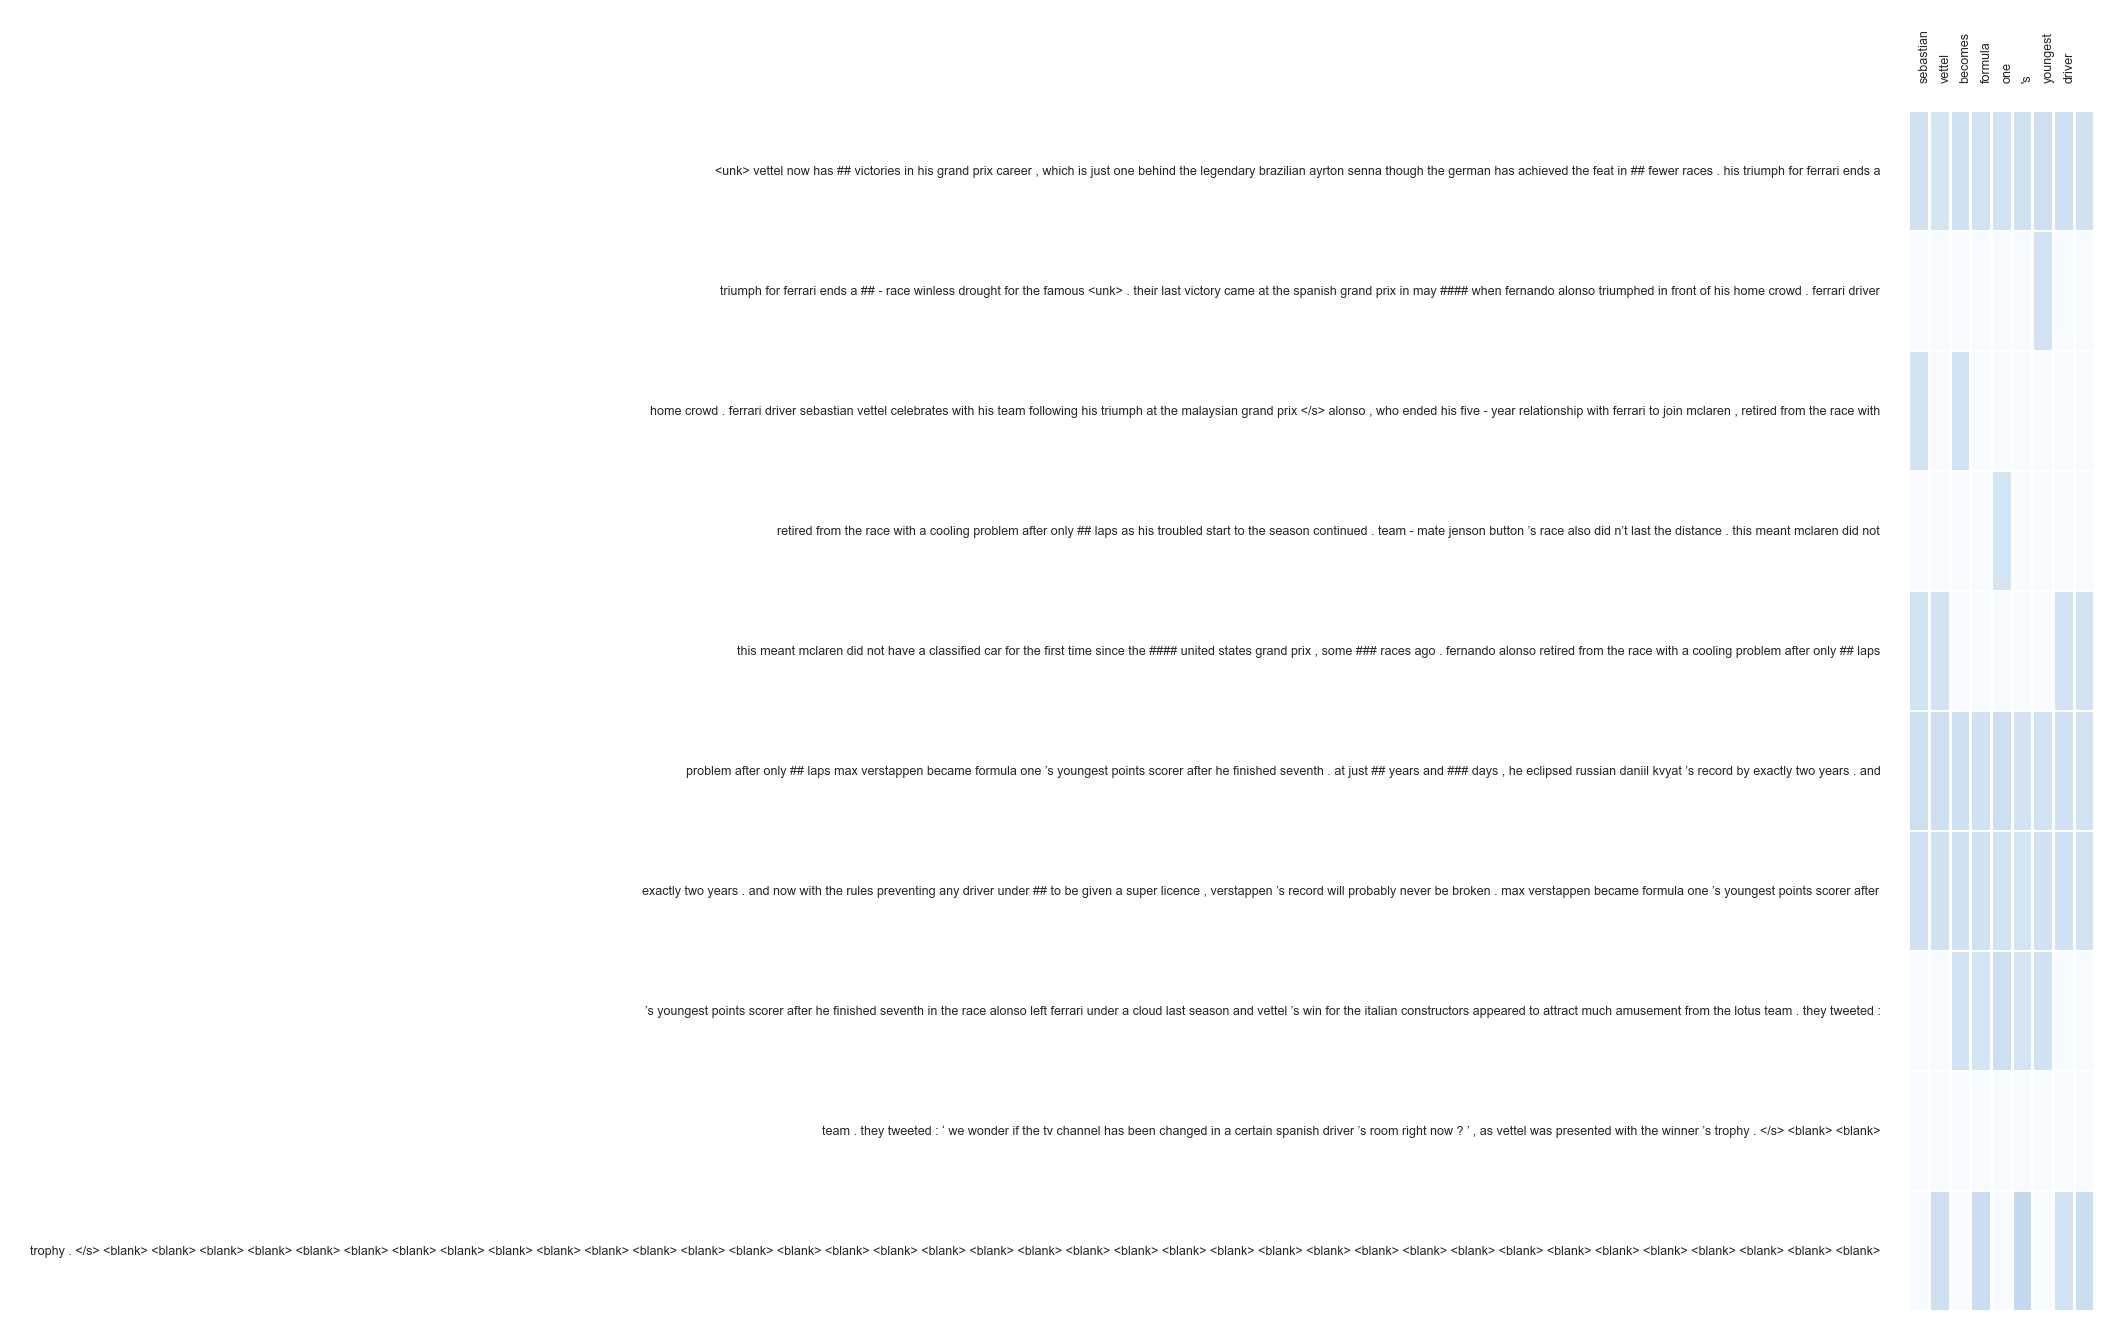 sebastian
vettel
becomes
formula
one
's
youngest
driver
<unk> vettel now has ## victories in his grand prix career , which is just one behind the legendary brazilian ayrton senna though the german has achieved the feat in ## fewer races . his triumph for ferrari ends a
triumph for ferrari ends a ## - race winless drought for the famous <unk> . their last victory came at the spanish grand prix in may #### when fernando alonso triumphed in front of his home crowd . ferrari driver
home crowd . ferrari driver sebastian vettel celebrates with his team following his triumph at the malaysian grand prix </s> alonso , who ended his five - year relationship with ferrari to join mclaren , retired from the race with
retired from the race with a cooling problem after only ## laps as his troubled start to the season continued . team - mate jenson button ’s race also did n’t last the distance . this meant mclaren did not
this meant mclaren did not have a classified car for the first time since the #### united states grand prix , some ### races ago . fernando alonso retired from the race with a cooling problem after only ## laps
problem after only ## laps max verstappen became formula one ’s youngest points scorer after he finished seventh . at just ## years and ### days , he eclipsed russian daniil kvyat ’s record by exactly two years . and
exactly two years . and now with the rules preventing any driver under ## to be given a super licence , verstappen ’s record will probably never be broken . max verstappen became formula one ’s youngest points scorer after
’s youngest points scorer after he finished seventh in the race alonso left ferrari under a cloud last season and vettel ’s win for the italian constructors appeared to attract much amusement from the lotus team . they tweeted :
team . they tweeted : ‘ we wonder if the tv channel has been changed in a certain spanish driver ’s room right now ? ’ , as vettel was presented with the winner ’s trophy . </s> <blank> <blank>
trophy . </s> <blank> <blank> <blank> <blank> <blank> <blank> <blank> <blank> <blank> <blank> <blank> <blank> <blank> <blank> <blank> <blank> <blank> <blank> <blank> <blank> <blank> <blank> <blank> <blank> <blank> <blank> <blank> <blank> <blank> <blank> <blank> <blank> <blank> <blank> <blank> <blank> <blank>